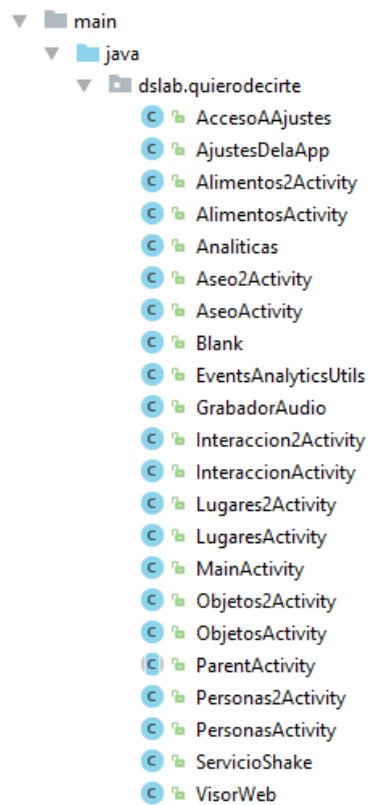 main
java
dslab.quierodecirte
C AccesoAAjustes
C AjustesDelaApp
C Alimentos2Activity
C AlimentosActivity
C Analiticas
C Aseo2Activity
C AseoActivity
C Blank
C EventsAnalyticsUtils
C GrabadorAudio
C Interaccion2Activity
C InteraccionActivity
C Lugares2Activity
C LugaresActivity
C MainActivity
C Objetos2Activity
C ObjetosActivity
C ParentActivity
C Personas2Activity
C PersonasActivity
C ServicioShake
C VisorWeb